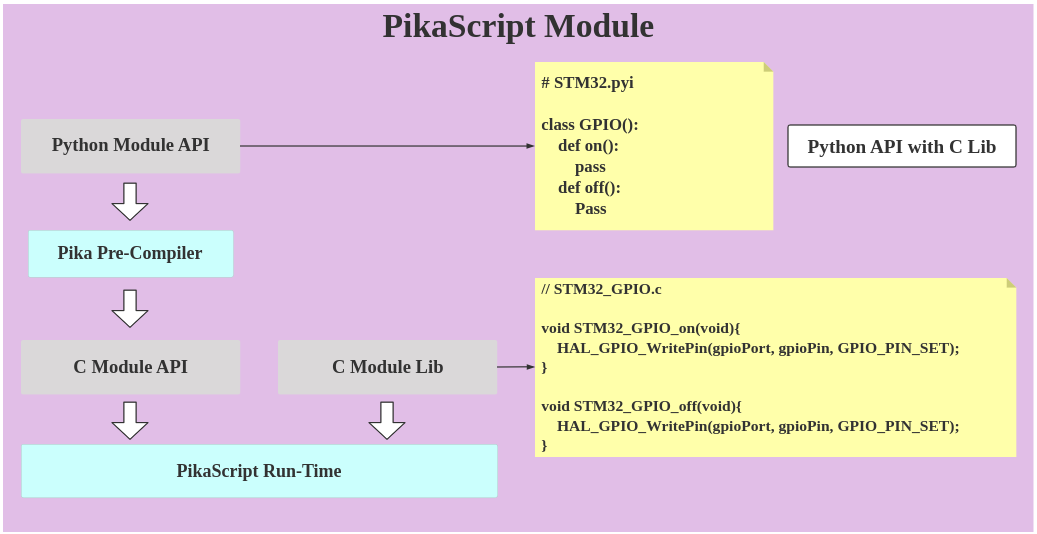 PikaScript Module
# STM32.pyi
class GPIO():
    def on():
        pass
    def off():
        Pass
Python Module API
Python API with C Lib
Pika Pre-Compiler
// STM32_GPIO.c
void STM32_GPIO_on(void){
    HAL_GPIO_WritePin(gpioPort, gpioPin, GPIO_PIN_SET);
}
void STM32_GPIO_off(void){
    HAL_GPIO_WritePin(gpioPort, gpioPin, GPIO_PIN_SET);
}
C Module API
C Module Lib
PikaScript Run-Time